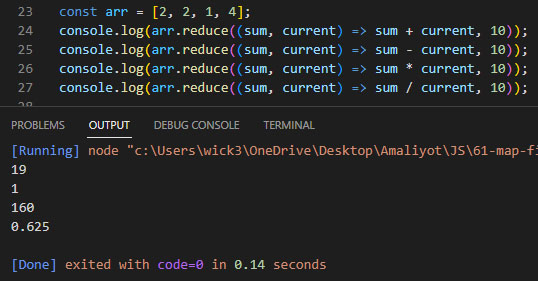 23 const arr = [2, 2, 1, 4];
24 console.log(arr.reduce((sum, current) => sum + current, 10));
25 console.log(arr.reduce((sum, current) => sum - current, 10));
26 console.log(arr.reduce((sum, current) => sum * current, 10));
27 console.log(arr.reduce((sum, current) => sum / current, 10));
PROBLEMS OUTPUT DEBUG CONSOLE TERMINAL
[Running] node "c:\Users\wick3\OneDrive\Desktop\Amaliyot\JS\61-map-fi
19
1
160
0.625
[Done] exited with code=0 in 0.14 seconds